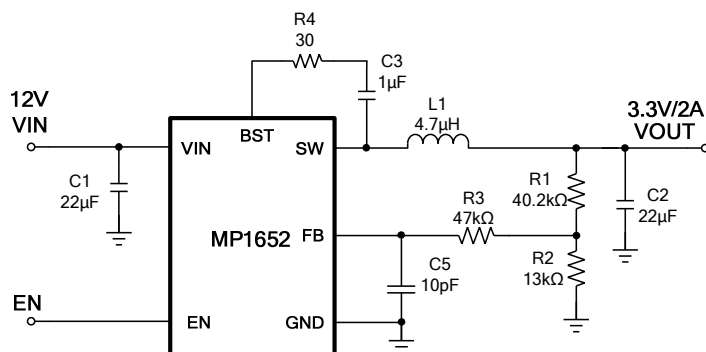 R4
30
C3
1μF
12V
VIN
BST
L1
4.7μH
3.3V/2A
VOUT
VIN
SW
C1
22μF
R1
40.2kΩ
C2
22μF
R3
47kΩ
MP1652
FB
R2
13kΩ
C5
10pF
EN
EN
GND